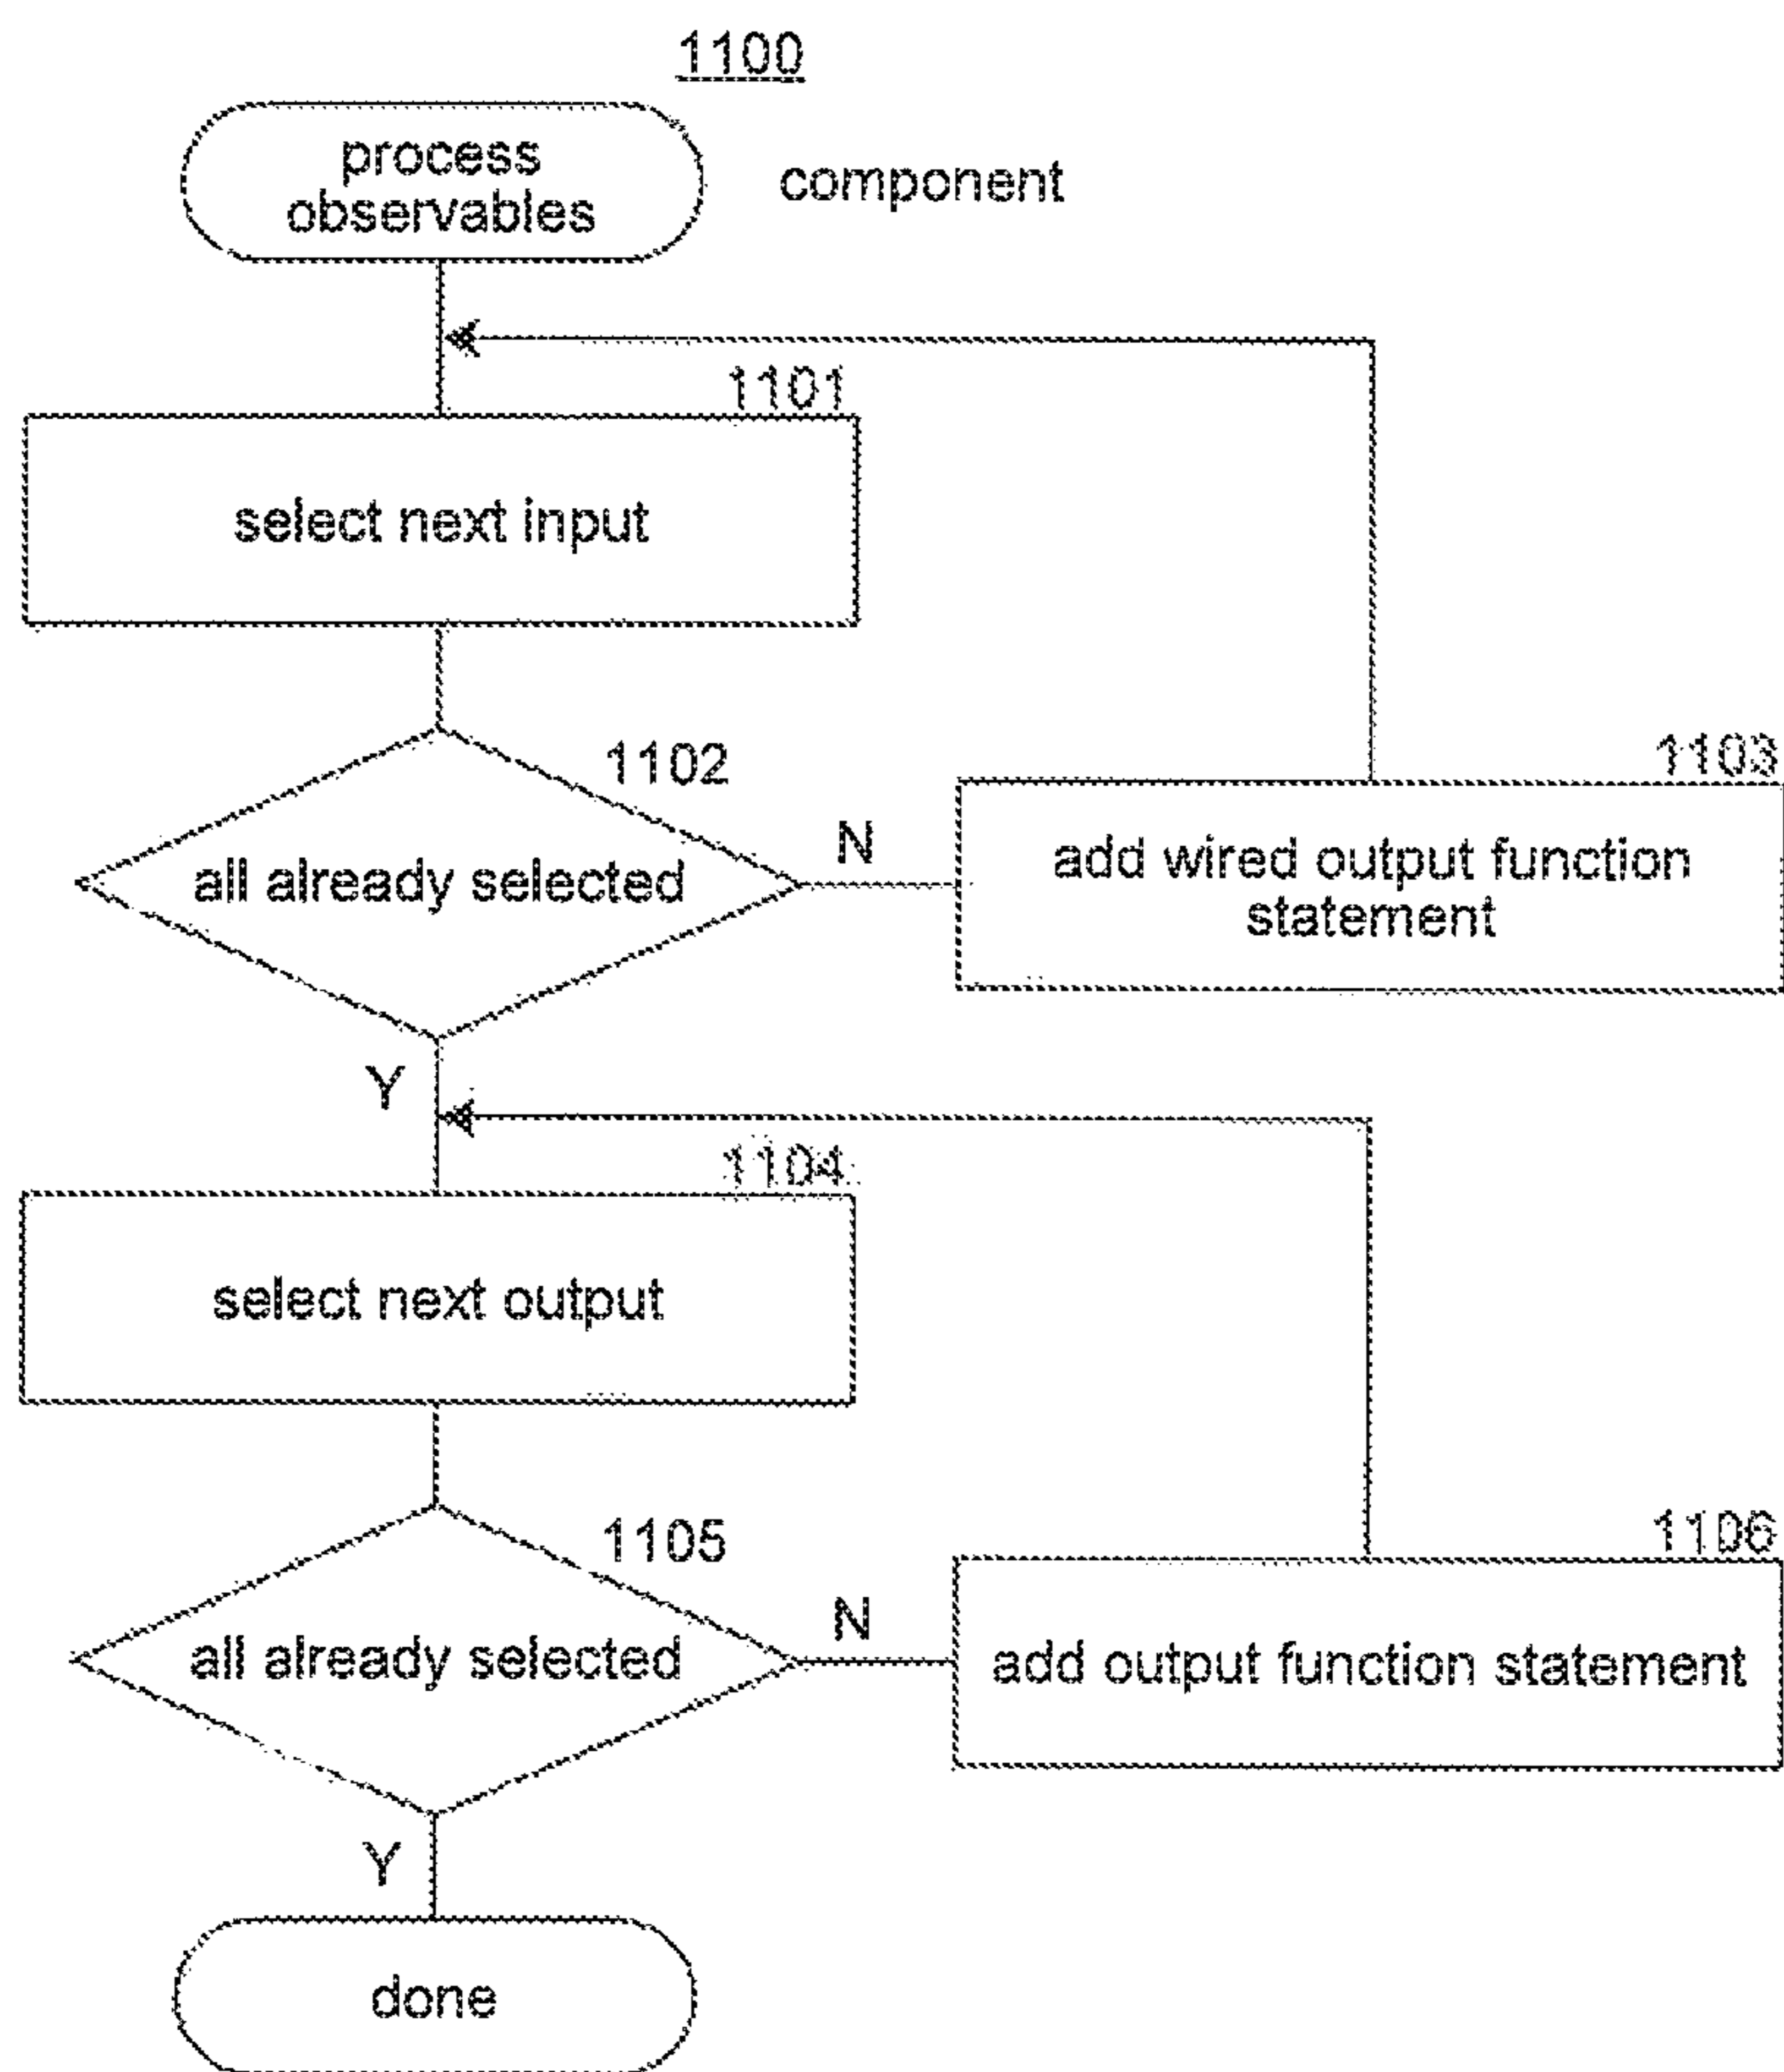 1100
process
observables
component
1101
select next input
1102
all already selected
N
1103
add wired output function
statement
Y
1104
select next output
1105
all already selected
N
1106
add output function statement
Y
done